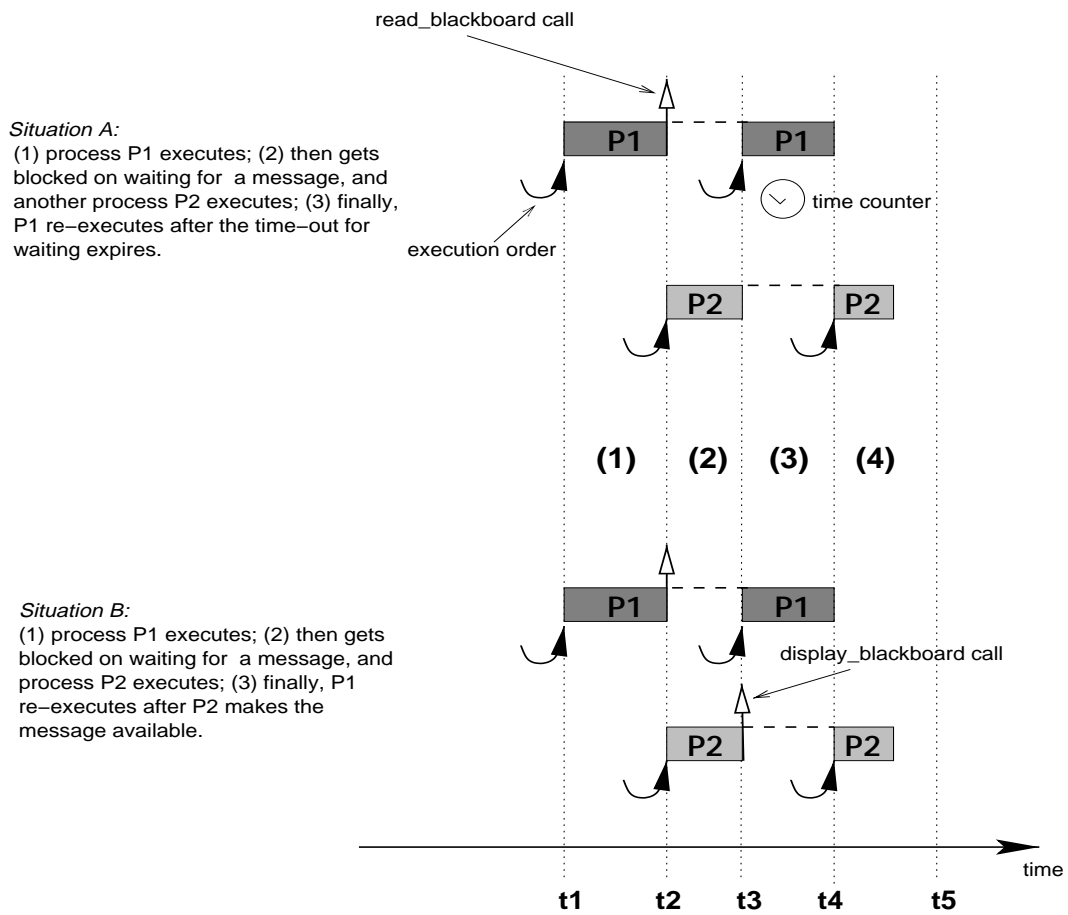 read_blackboard call
Situation A:
(1) process P1 executes; (2) then gets
blocked on waiting for a message, and
another process P2 executes; (3) finally,
P1 re−executes after the time−out for
waiting expires.
P1
P1
time counter
execution order
P2
P2
(1)
(2)
(3)
(4)
Situation B:
(1) process P1 executes; (2) then gets
blocked on waiting for a message, and
process P2 executes; (3) finally, P1
re−executes after P2 makes the
message available.
P1
P1
display_blackboard call
P2
P2
time
t1
t2
t3
t4
t5